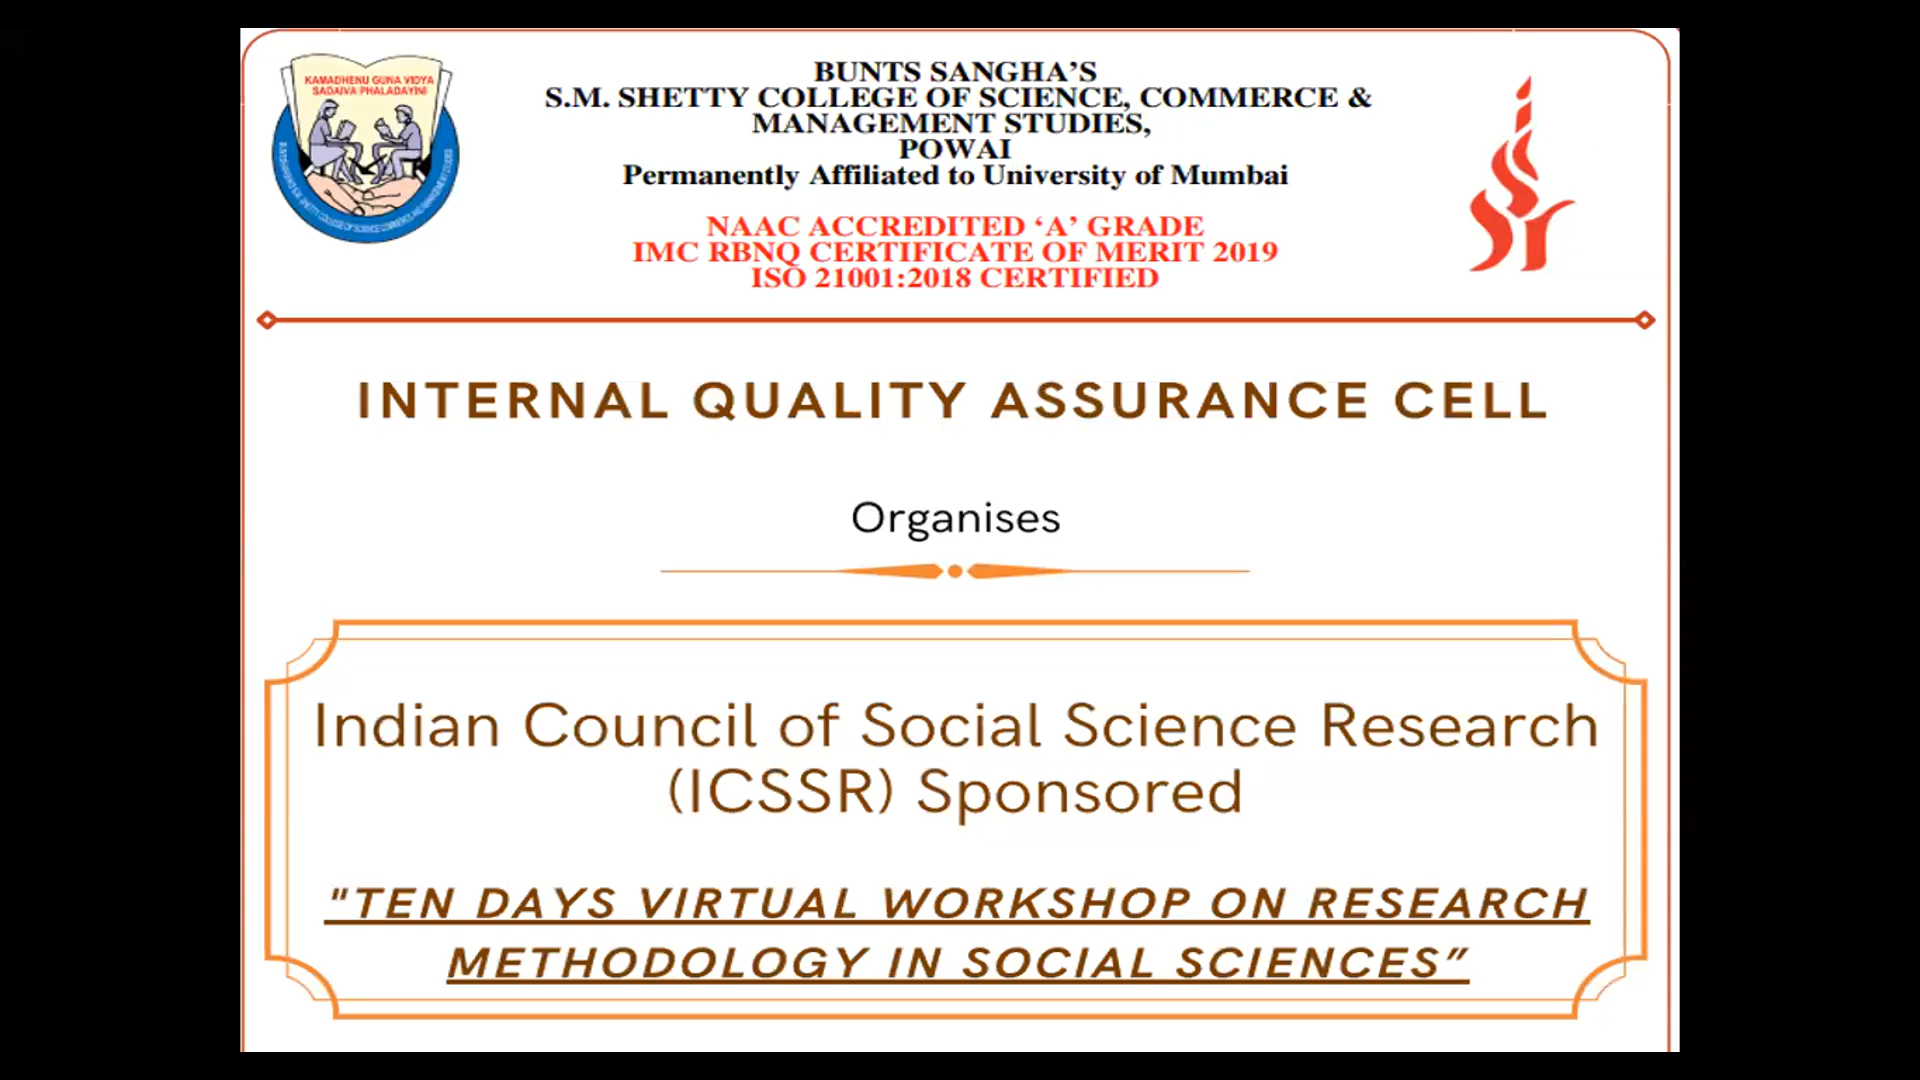 KAMADHENU GUNA VIDYA
SADAIVA PHALADAYINI
BUNTS SANGHA’S
S.M. SHETTY COLLEGE OF SCIENCE, COMMERCE &
MANAGEMENT STUDIES,
POWAI
Permanently Affiliated to University of Mumbai
NAAC ACCREDITED ‘A’ GRADE
IMC RBNQ CERTIFICATE OF MERIT 2019
ISO 21001:2018 CERTIFIED
INTERNAL QUALITY ASSURANCE CELL
Organises
Indian Council of Social Science Research
(ICSSR) Sponsored
"TEN DAYS VIRTUAL WORKSHOP ON RESEARCH
METHODOLOGY IN SOCIAL SCIENCES”